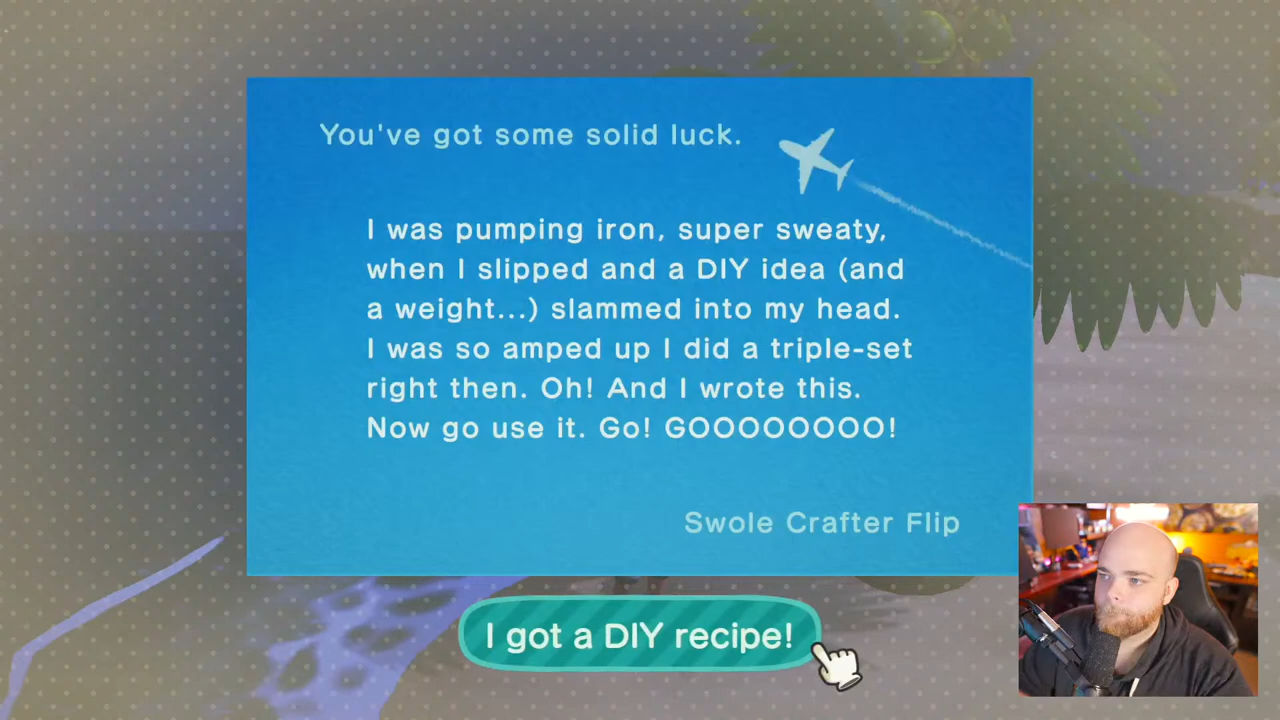 You've got some solid luck.
I was pumping iron, super sweaty,
when I slipped and a DIY idea (and
a weight...) slammed into my head.
I was so amped up I did a triple-set
right then. Oh! And I wrote this.
Now go use it. Go! GOOOOOOOO!
Swole Crafter Flip
I got a DIY recipe!